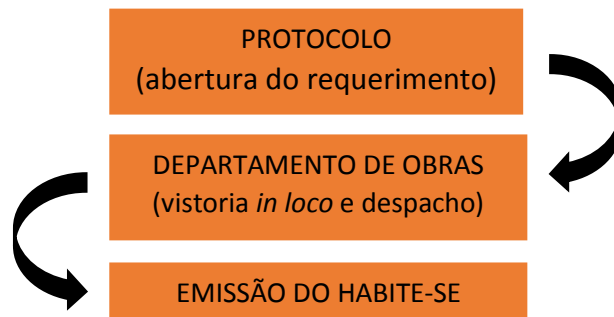 PROTOCOLO
(abertura do requerimento)
DEPARTAMENTO DE OBRAS
(vistoria in loco e despacho)
EMISSÃO DO HABITE-SE